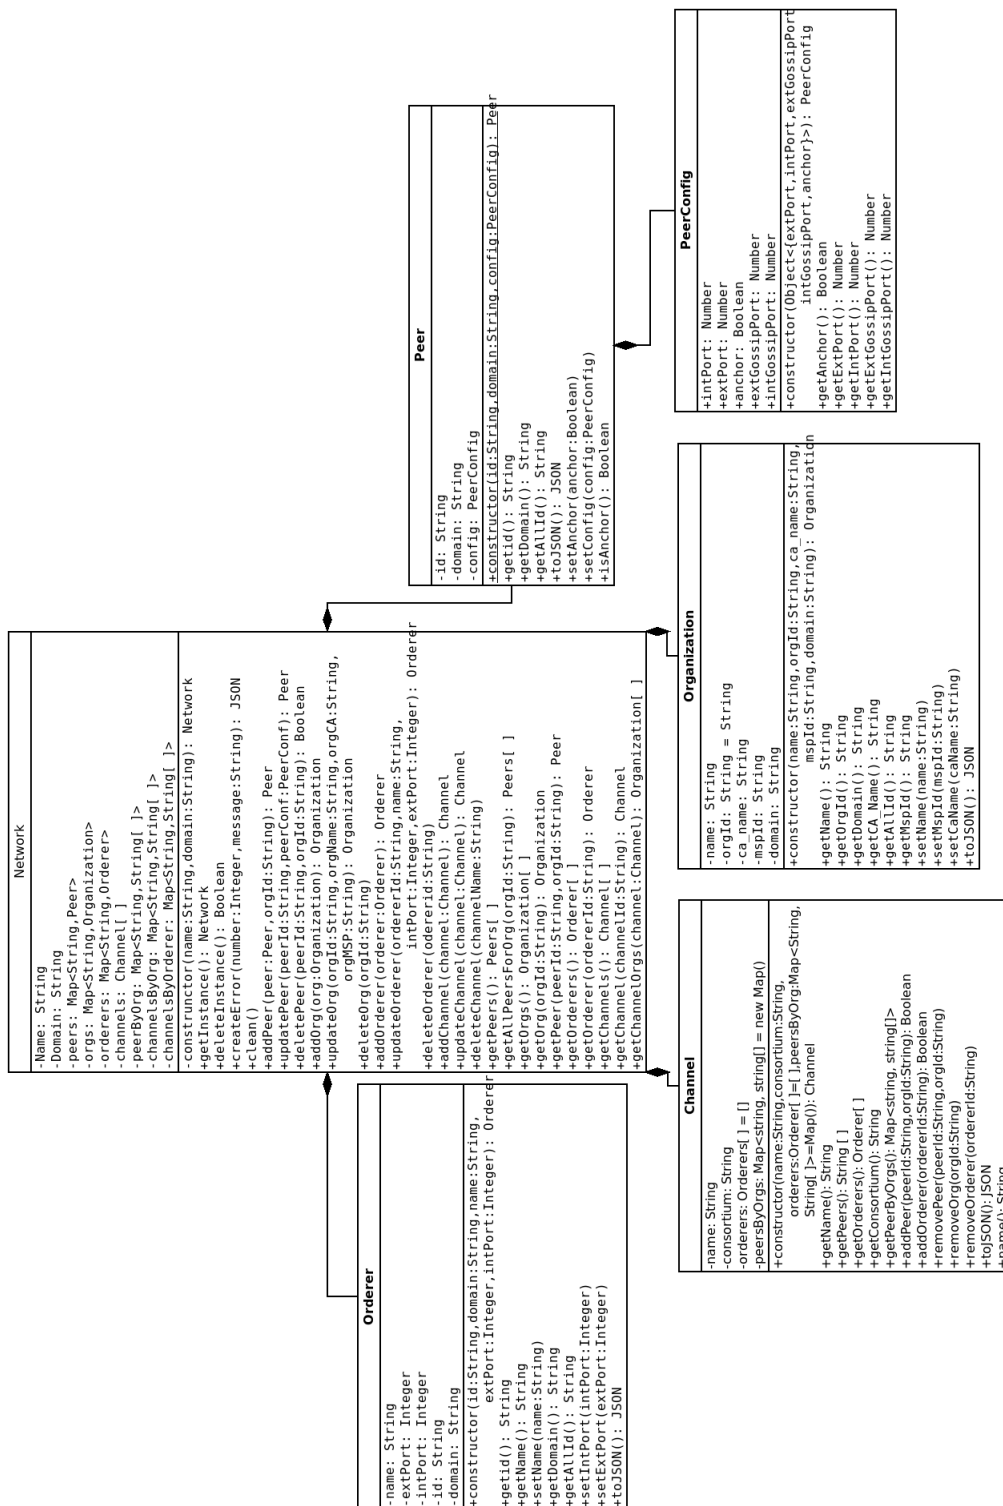 Network
-Name: String
-Domain: String
-peers: Map<String,Peer>
-orgs: Map<String,Organization>
-orderers: Map<String,Orderer>
-channels: Channel[ ]
-peerByOrg: Map<String,String[ ]>
-channelsByOrg: Map<String,String[ ]>
-channelsByOrderer: Map<String,String[ ]>
-constructor(name:String,domain:String): Network
+getInstance(): Network
+deleteInstance(): Boolean
+createError(number:Integer,message:String): JSON
+clean()
+addPeer(peer:Peer,orgId:String): Peer
+updatePeer(peerId:String,peerConf:PeerConf): Peer
+deletePeer(peerId:String,orgId:String): Boolean
+addOrg(org:Organization): Organization
+updateOrg(orgId:String,orgName:String,orgCA:String,
orgMSP:String): Organization
+deleteOrg(orgId:String)
+addOrderer(orderer:Orderer): Orderer
+updateOrderer(ordererId:String,name:String,
intPort:Integer,extPort:Integer): Orderer
+deleteOrderer(odererid:String)
+addChannel(channel:Channel): Channel
+updateChannel(channel:Channel): Channel
+deleteChannel(channelName:String)
+getPeers(): Peers[ ]
+getAllPeersForOrg(orgId:String): Peers[ ]
+getOrgs(): Organization[ ]
+getOrg(orgId:String): Organization
+getPeer(peerId:String,orgId:String): Peer
+getOrderers(): Orderer[ ]
+getOrderer(ordererId:String): Orderer
+getChannels(): Channel[ ]
+getChannel(channelId:String): Channel
+getChannelOrgs(channel:Channel): Organization[ ]
Orderer
-name: String
-extPort: Integer
-intPort: Integer
-id: String
-domain: String
+constructor(id:String,domain:String,name:String,
extPort:Integer,intPort:Integer): Orderer
+getid(): String
+getName(): String
+setName(name:String)
+getDomain(): String
+getAllId(): String
+setIntPort(intPort:Integer)
+setExtPort(extPort:Integer)
+toJSON(): JSON
Peer
-id: String
-domain: String
-config: PeerConfig
+constructor(id:String,domain:String,config:PeerConfig): Peer
+getid(): String
+getDomain(): String
+getAllId(): String
+toJSON(): JSON
+setAnchor(anchor:Boolean)
+setConfig(config:PeerConfig)
+isAnchor(): Boolean
Channel
-name: String
-consortium: String
-orderers: Orderers[ ] = []
-peersByOrgs: Map<string, string[] = new Map()
+constructor(name:String,consortium:String,
orderers:Orderer[ ]=[ ],peersByOrg:Map<String,
String[ ]>=Map()): Channel
+getName(): String
+getPeers(): String [ ]
+getOrderers(): Orderer[ ]
+getConsortium(): String
+getPeerByOrgs(): Map<string, string[]>
+addPeer(peerId:String,orgId:String): Boolean
+addOrderer(ordererId:String): Boolean
+removePeer(peerId:String,orgId:String)
+removeOrg(orgId:String)
+removeOrderer(ordererId:String)
+toJSON(): JSON
+name(): String
Organization
-name: String
-orgId: String = String
-ca_name: String
-mspId: String
-domain: String
+constructor(name:String,orgId:String,ca_name:String,
mspId:String,domain:String): Organization
+getName(): String
+getOrgId(): String
+getDomain(): String
+getCA_Name(): String
+getAllId(): String
+getMspId(): String
+setName(name:String)
+setMspId(mspId:String)
+setCaName(caName:String)
+toJSON(): JSON
PeerConfig
+intPort: Number
+extPort: Number
+anchor: Boolean
+extGossipPort: Number
+intGossipPort: Number
+constructor(Object<{extPort,intPort,extGossipPort
intGossipPort,anchor}>): PeerConfig
+getAnchor(): Boolean
+getExtPort(): Number
+getIntPort(): Number
+getExtGossipPort(): Number
+getIntGossipPort(): Number